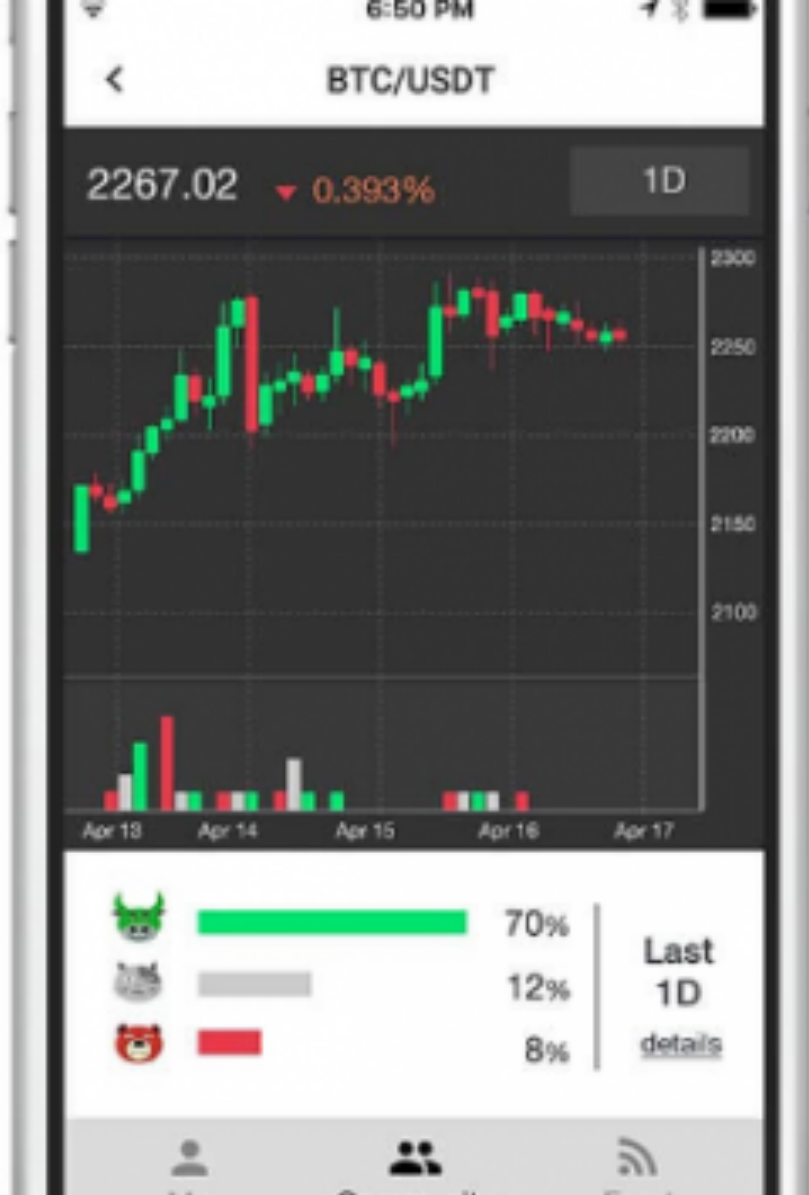 6:50 PM
BTC/USDT
2267.02 0.393% 1D
2300
2250
2200
2150
2100
Apr 13 Apr 14 Apr 15 Apr 16 Apr 17
70%
12%
8%
Last
1D
details